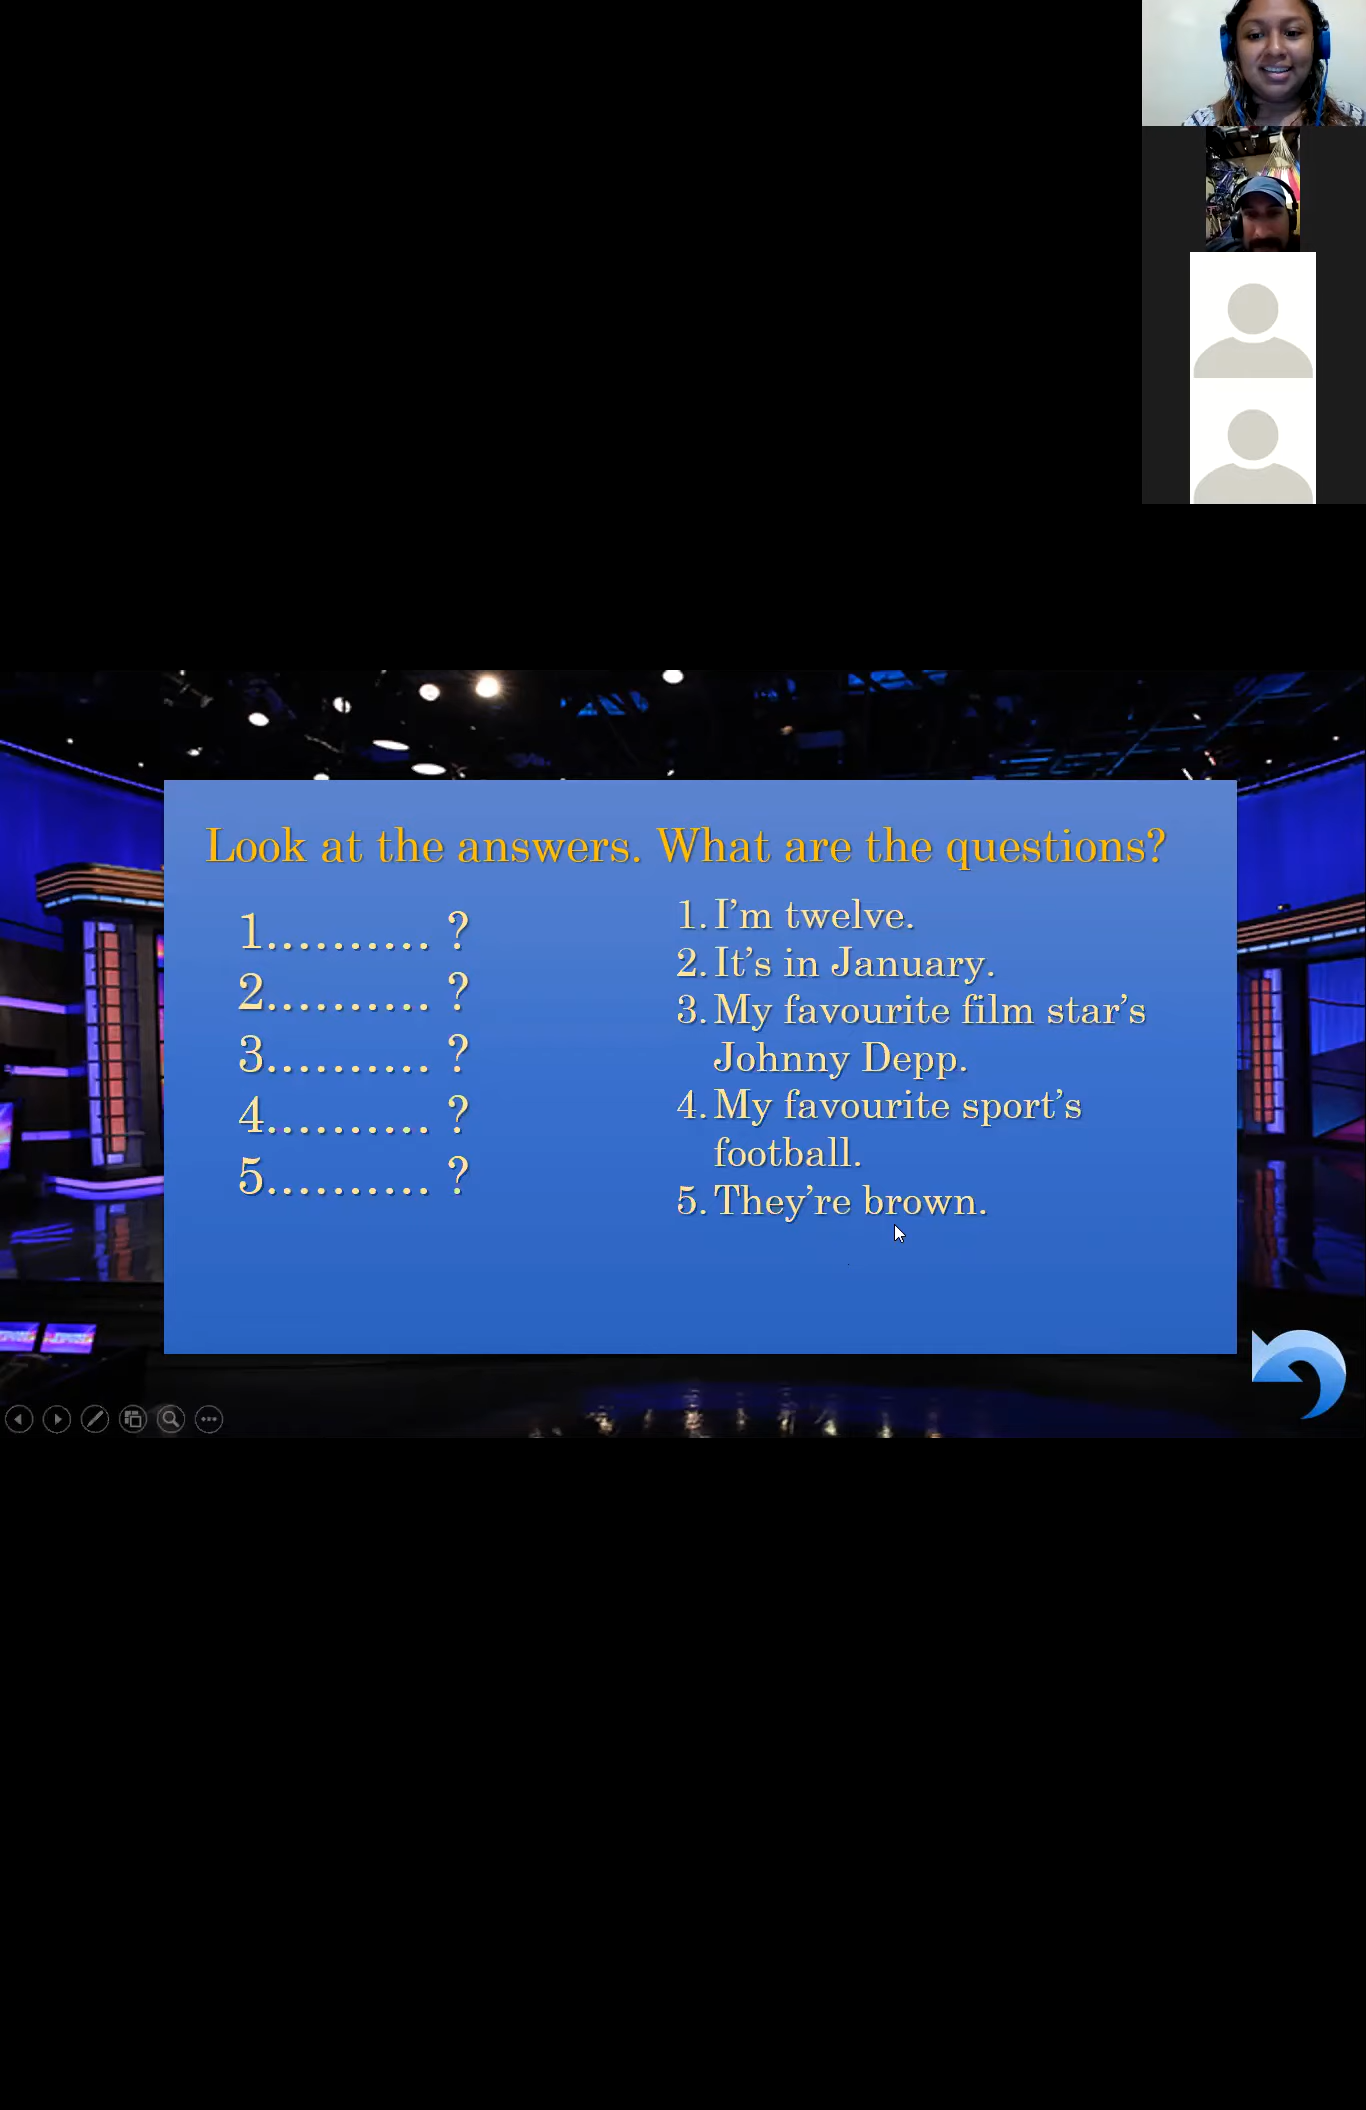 Look at the answers. What are the questions?
1.......... ?
2.......... ?
3.......... ?
4.......... ?
5.......... ?
1. I'm twelve.
2. It's in January.
3. My favourite film star's
Johnny Depp.
4. My favourite sport's
football.
5. They're brown.